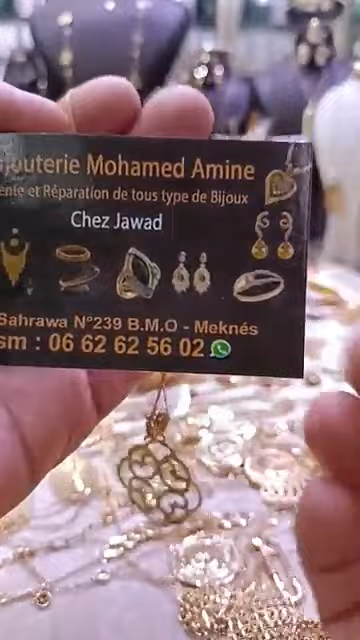 ijouterie Mohamed Amine
ente et Réparation de tous type de Bijoux
Chez Jawad
Sahrawa N°239 B.M.O - Meknés
sm : 06 62 62 56 02